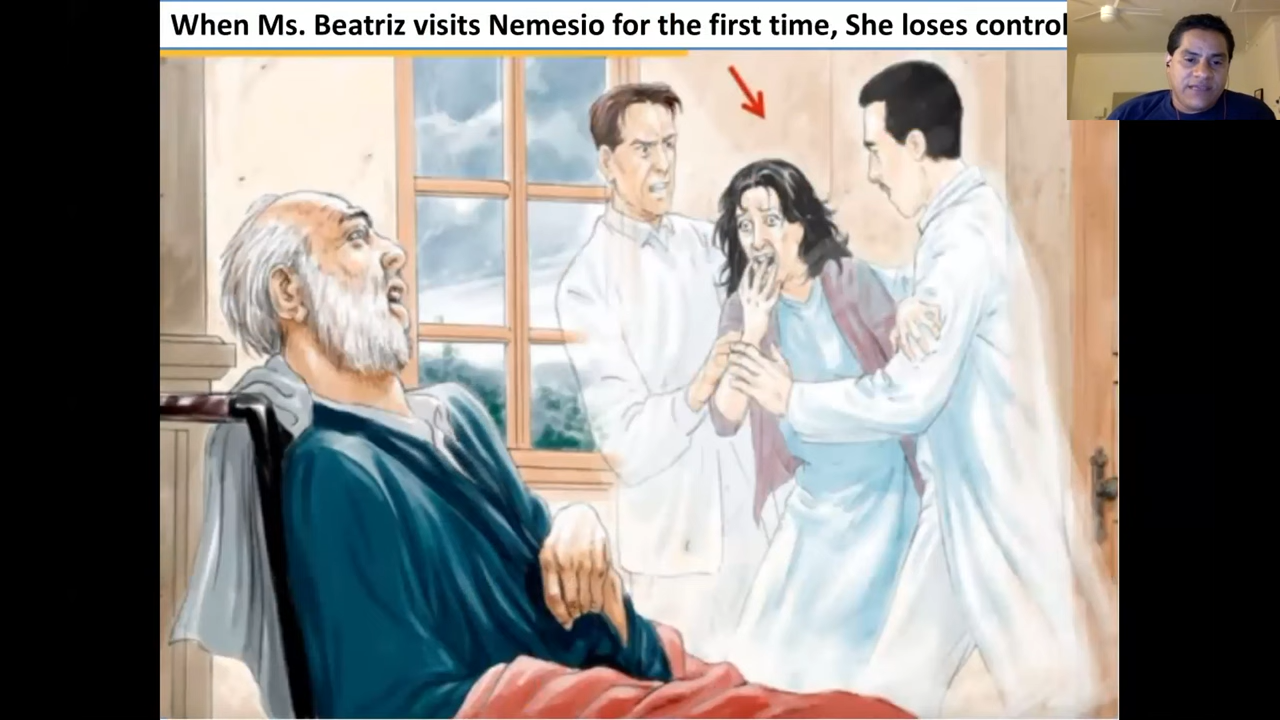 When Ms. Beatriz visits Nemesio for the first time, She loses control